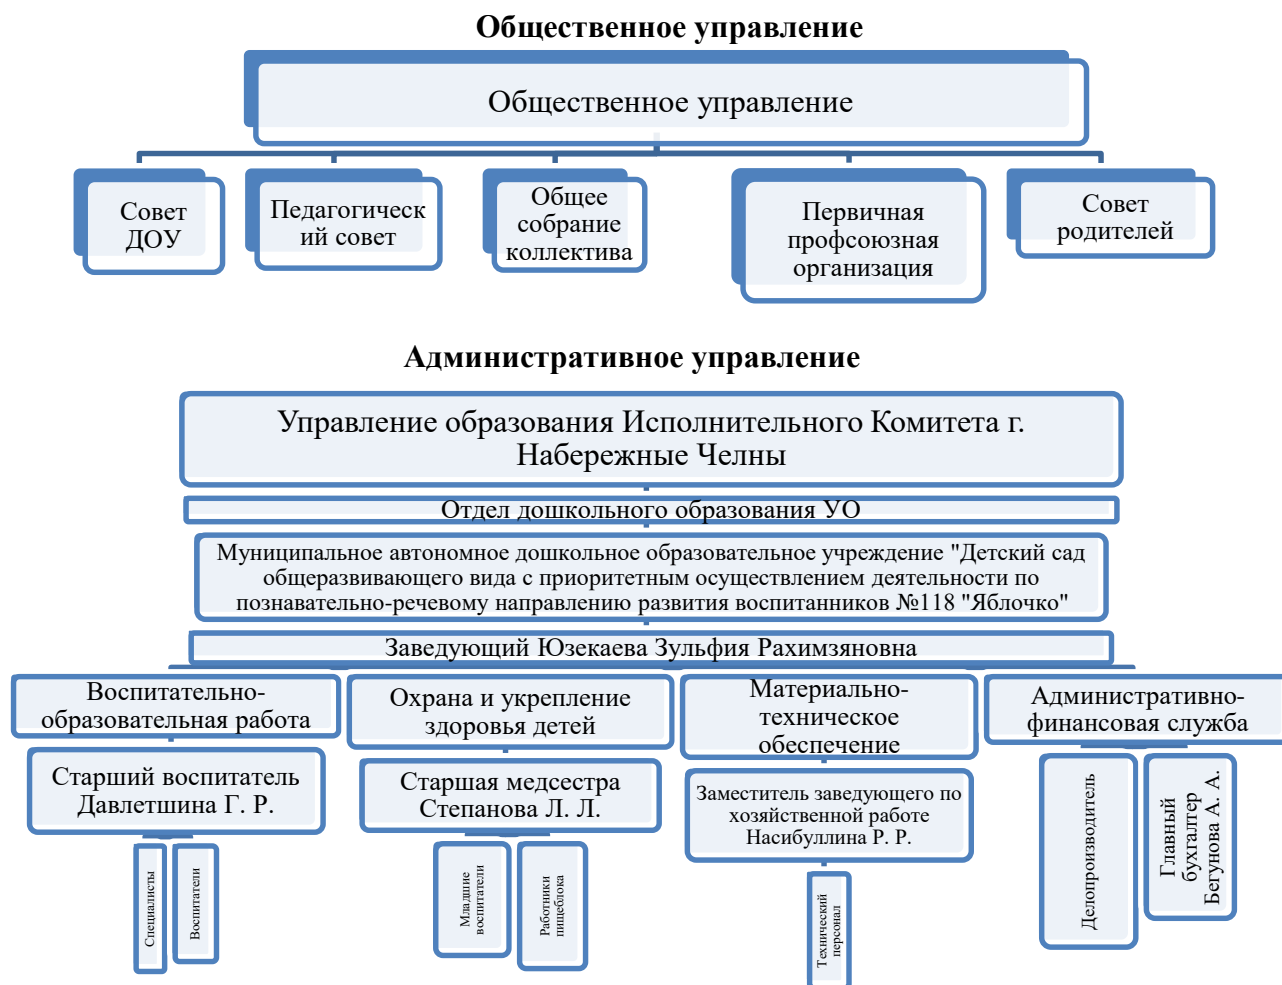 Общественное управление
Общественное управление
Совет
ДОУ
Педагогическ
ий совет
Общее
собрание
коллектива
Первичная
профсоюзная
организация
Совет
родителей
Административное управление
Управление образования Исполнительного Комитета г.
Набережные Челны
Отдел дошкольного образования УО
Муниципальное автономное дошкольное образовательное учреждение "Детский сад
общеразвивающего вида с приоритетным осуществлением деятельности по
познавательно-речевому направлению развития воспитанников №118 "Яблочко"
Заведующий Юзекаева Зульфия Рахимзяновна
Воспитательно-
образовательная работа
Старший воспитатель
Давлетшина Г. Р.
Специалисты
Воспитатели
Охрана и укрепление
здоровья детей
Старшая медсестра
Степанова Л. Л.
Младшие
воспитатели
Работники
пищеблока
Материально-
техническое
обеспечение
Заместитель заведующего по
хозяйственной работе
Насибуллина Р. Р.
Технический
персонал
Административно-
финансовая служба
Делопроизводитель
Главный
бухгалтер
Бегунова А. А.